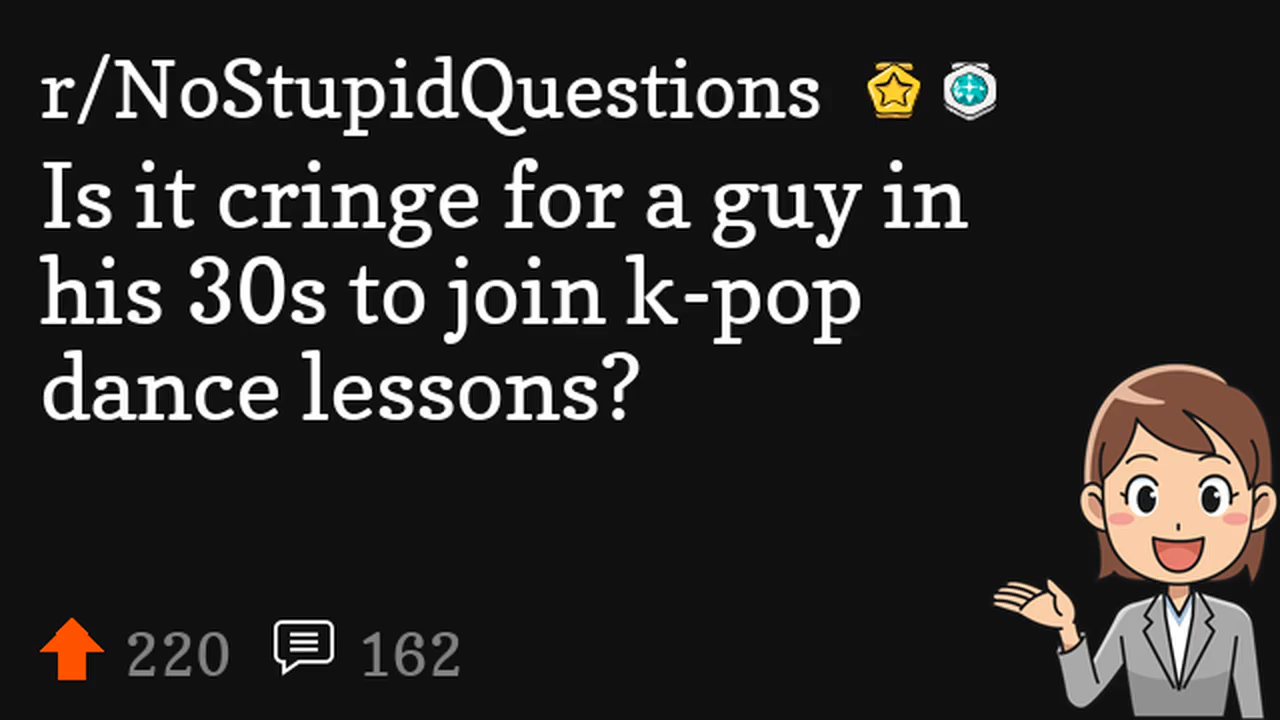 r/NoStupidQuestions
Is it cringe for a guy in
his 30s to join k-pop
dance lessons?
220 162